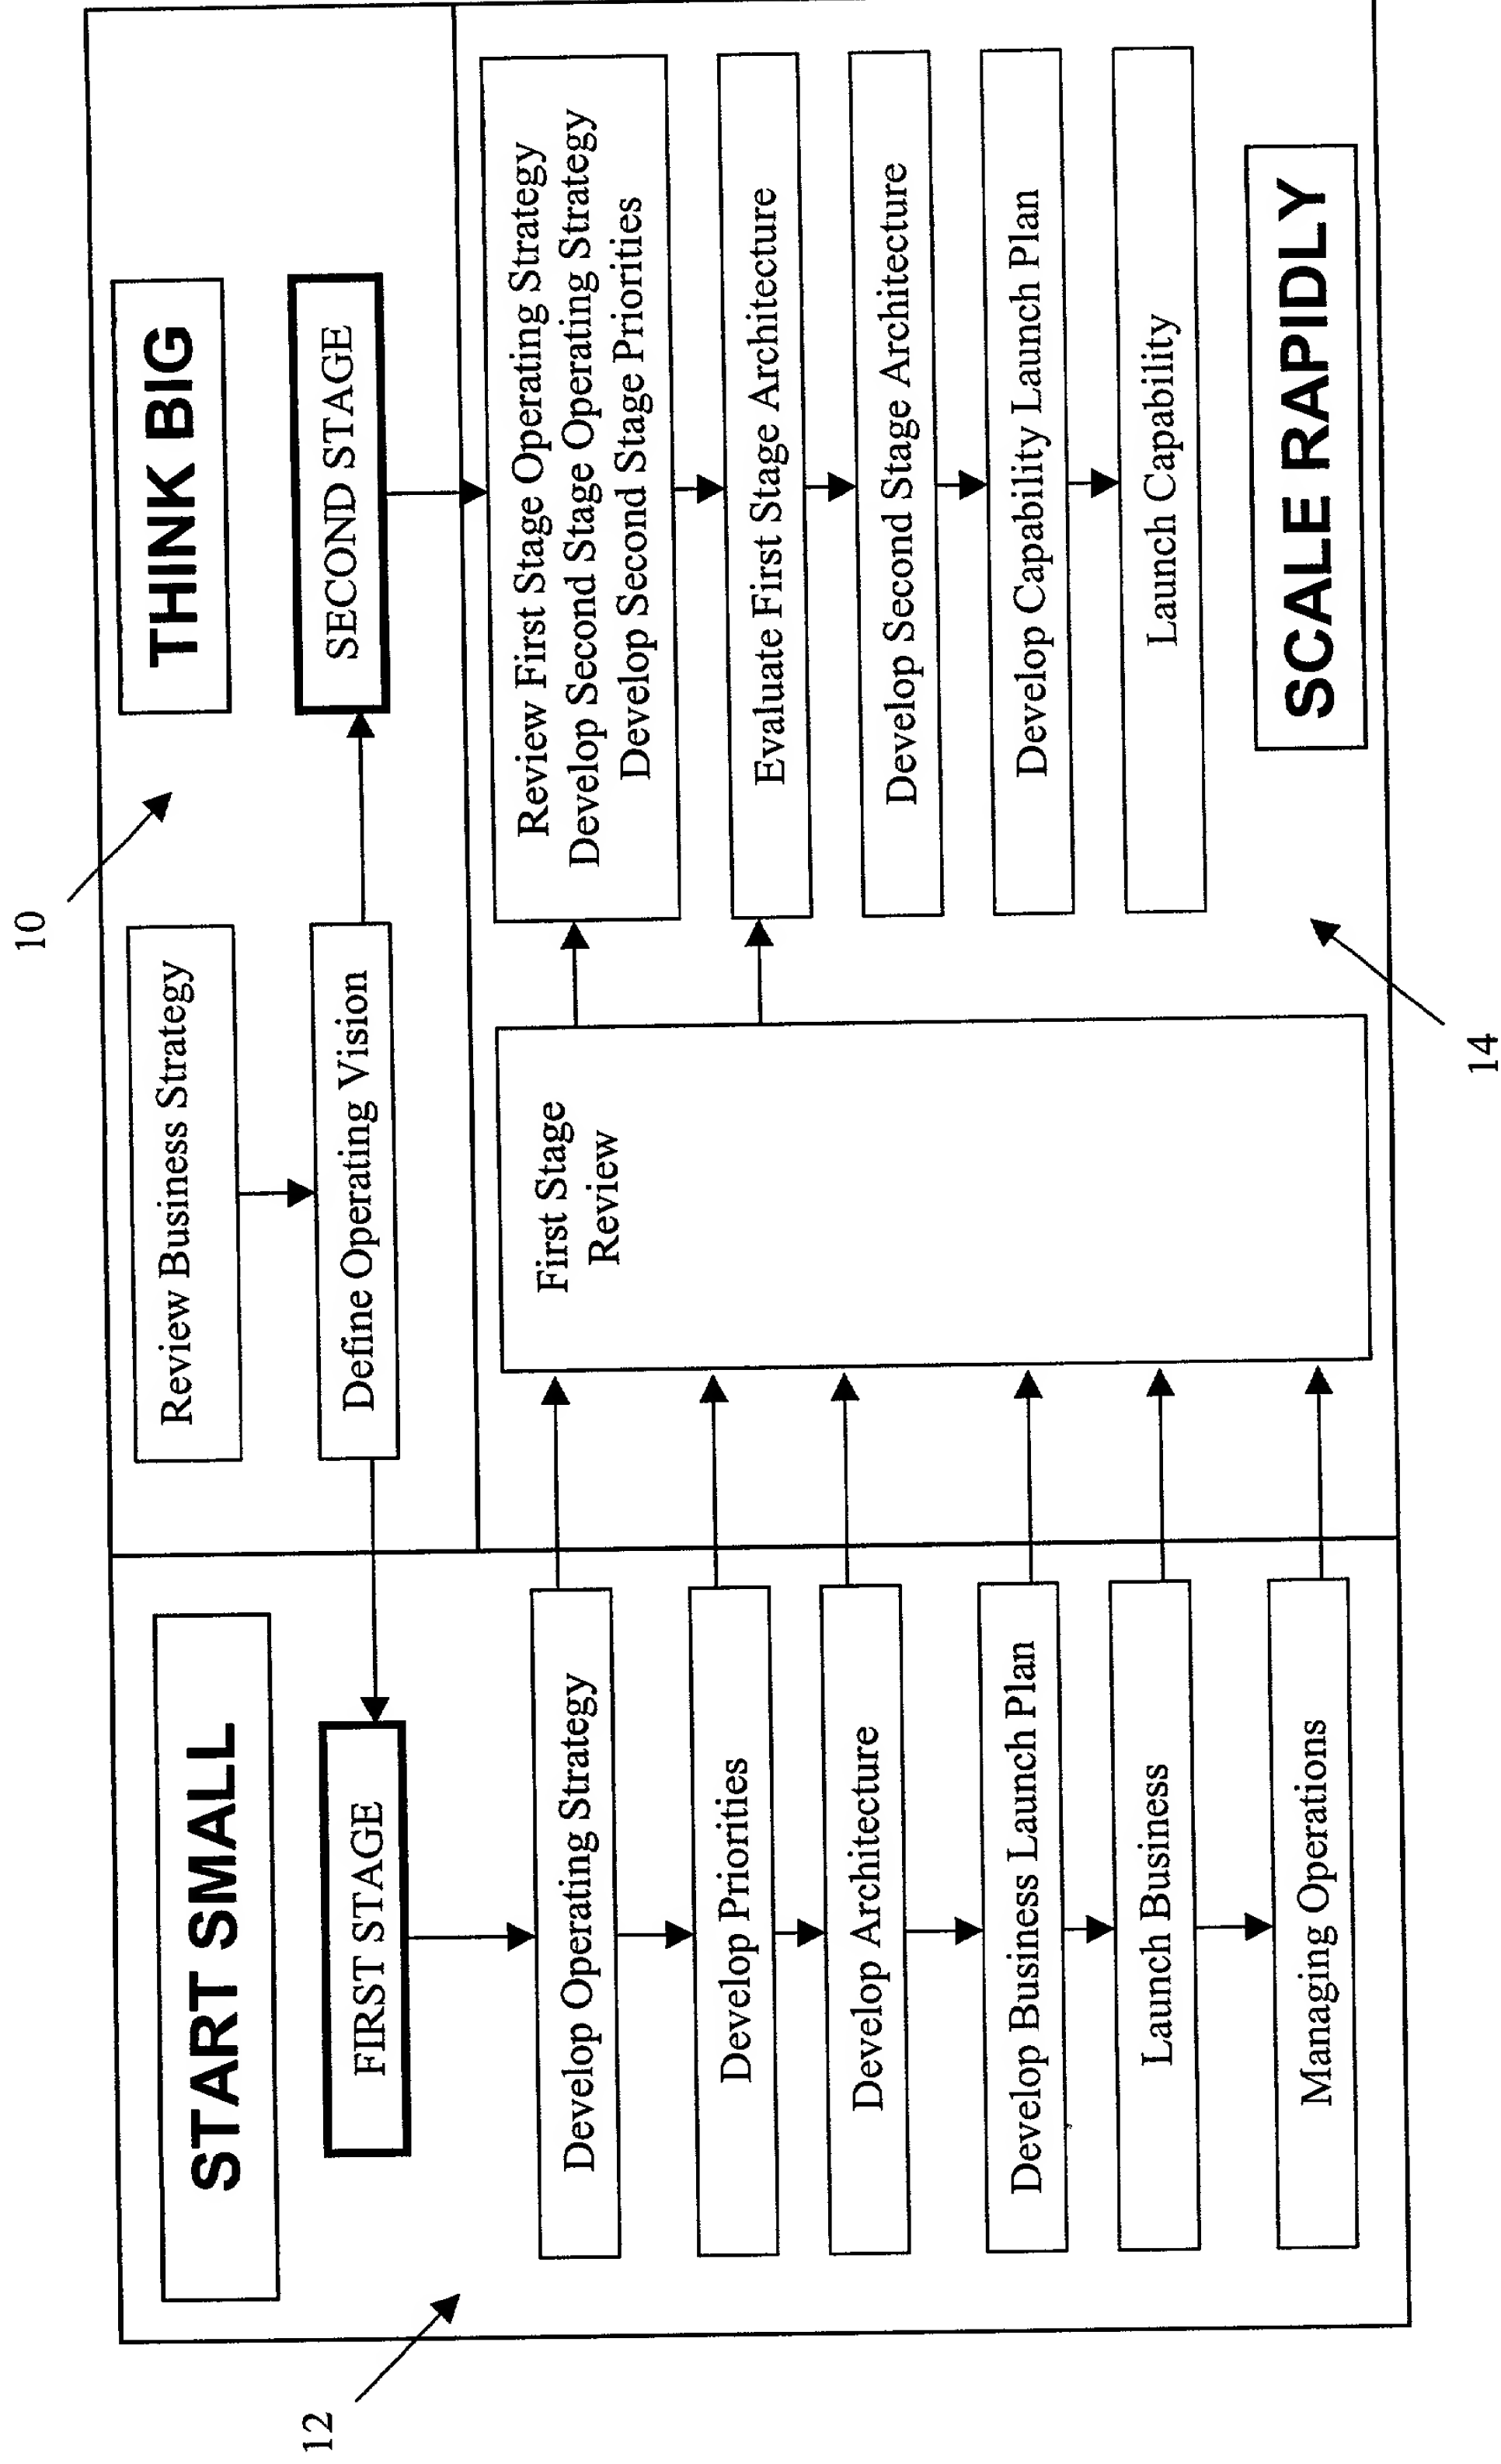 10
THINK BIG
Review Business Strategy
SECOND STAGE
Define Operating Vision
START SMALL
FIRST STAGE
12
Develop Operating Strategy
Develop Priorities
Develop Architecture
Develop Business Launch Plan
Launch Business
Managing Operations
First Stage
Review
Review First Stage Operating Strategy
Develop Second Stage Operating Strategy
Develop Second Stage Priorities
Evaluate First Stage Architecture
Develop Second Stage Architecture
Develop Capability Launch Plan
Launch Capability
SCALE RAPIDLY
14